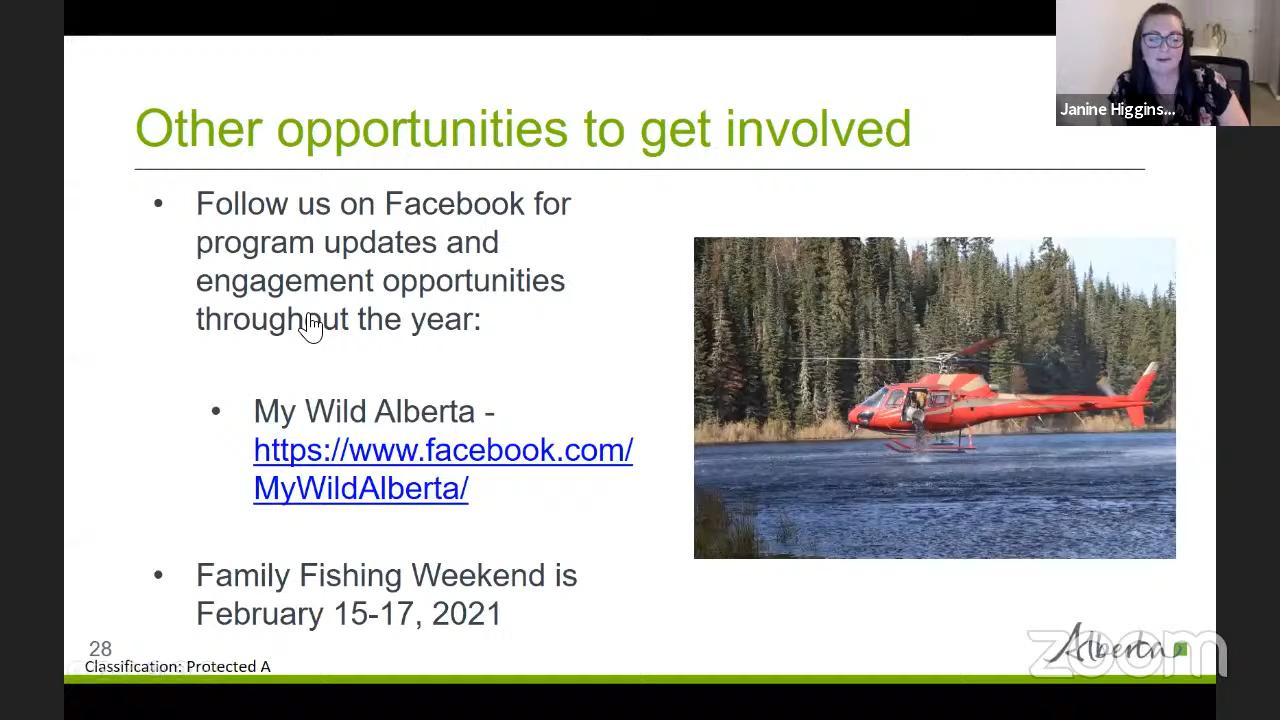 Other opportunities to get involved
Janine Higgins...
• Follow us on Facebook for
program updates and
engagement opportunities
throughout the year:
• My Wild Alberta -
https://www.facebook.com/
MyWildAlberta/
• Family Fishing Weekend is
February 15-17, 2021
28
Classification: Protected A
Alberta
zoom